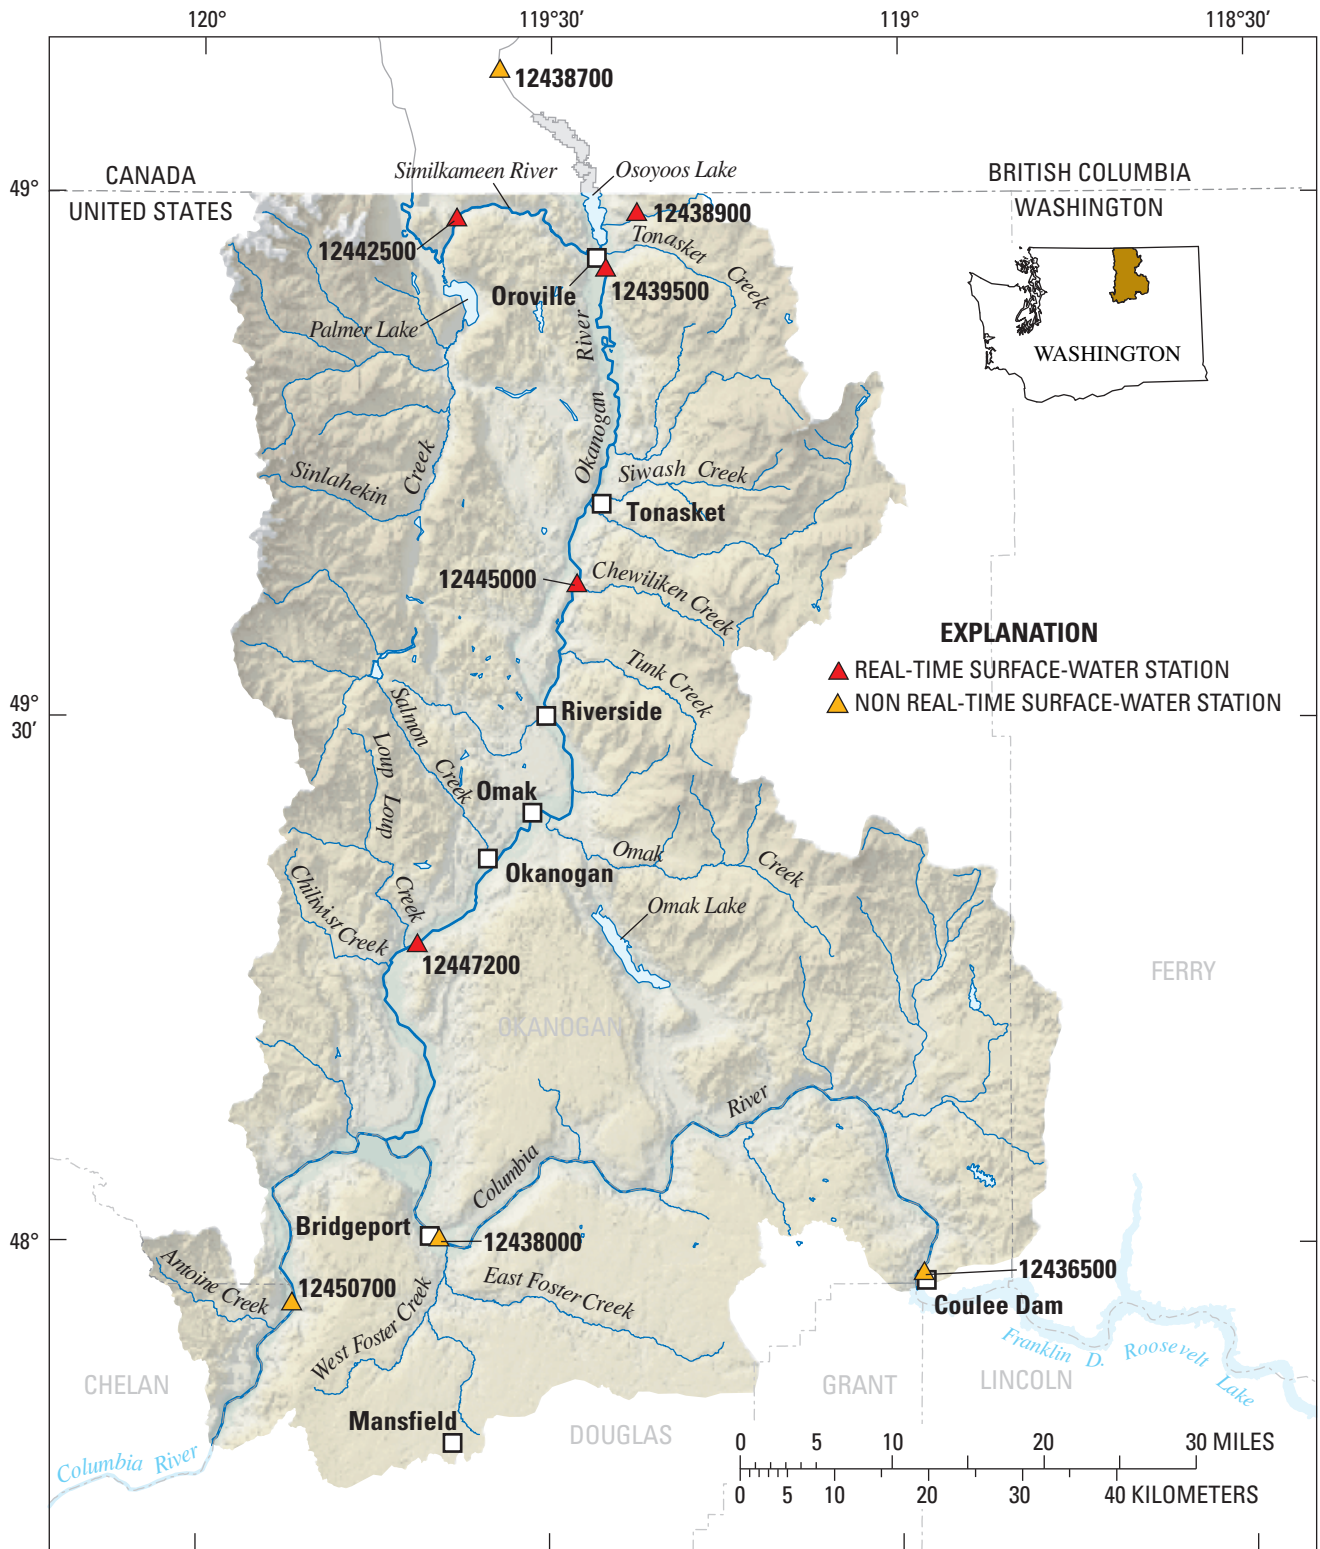 120°
119°30′
119°
118°30′
12438700
CANADA
UNITED STATES
49°
Similkameen River
Osoyoos Lake
BRITISH COLUMBIA
WASHINGTON
12438900
12442500
Tonasket Creek
Oroville
12439500
Palmer Lake
WASHINGTON
Okanogan River
Sinlahekin Creek
Siwash Creek
Tonasket
12445000
Chewiliken Creek
EXPLANATION
REAL-TIME SURFACE-WATER STATION
NON REAL-TIME SURFACE-WATER STATION
Tunk Creek
49°
30′
Riverside
Salmon Creek
Loup Loup Creek
Omak
Okanogan
Omak Creek
Chiliwist Creek
Omak Lake
12447200
FERRY
OKANOGAN
Columbia River
Bridgeport
12438000
48°
12436500
Coulee Dam
Antoine Creek
12450700
East Foster Creek
West Foster Creek
Franklin D. Roosevelt Lake
CHELAN
GRANT
LINCOLN
Mansfield
DOUGLAS
Columbia River
0 5 10 20 30 MILES
0 5 10 20 30 40 KILOMETERS